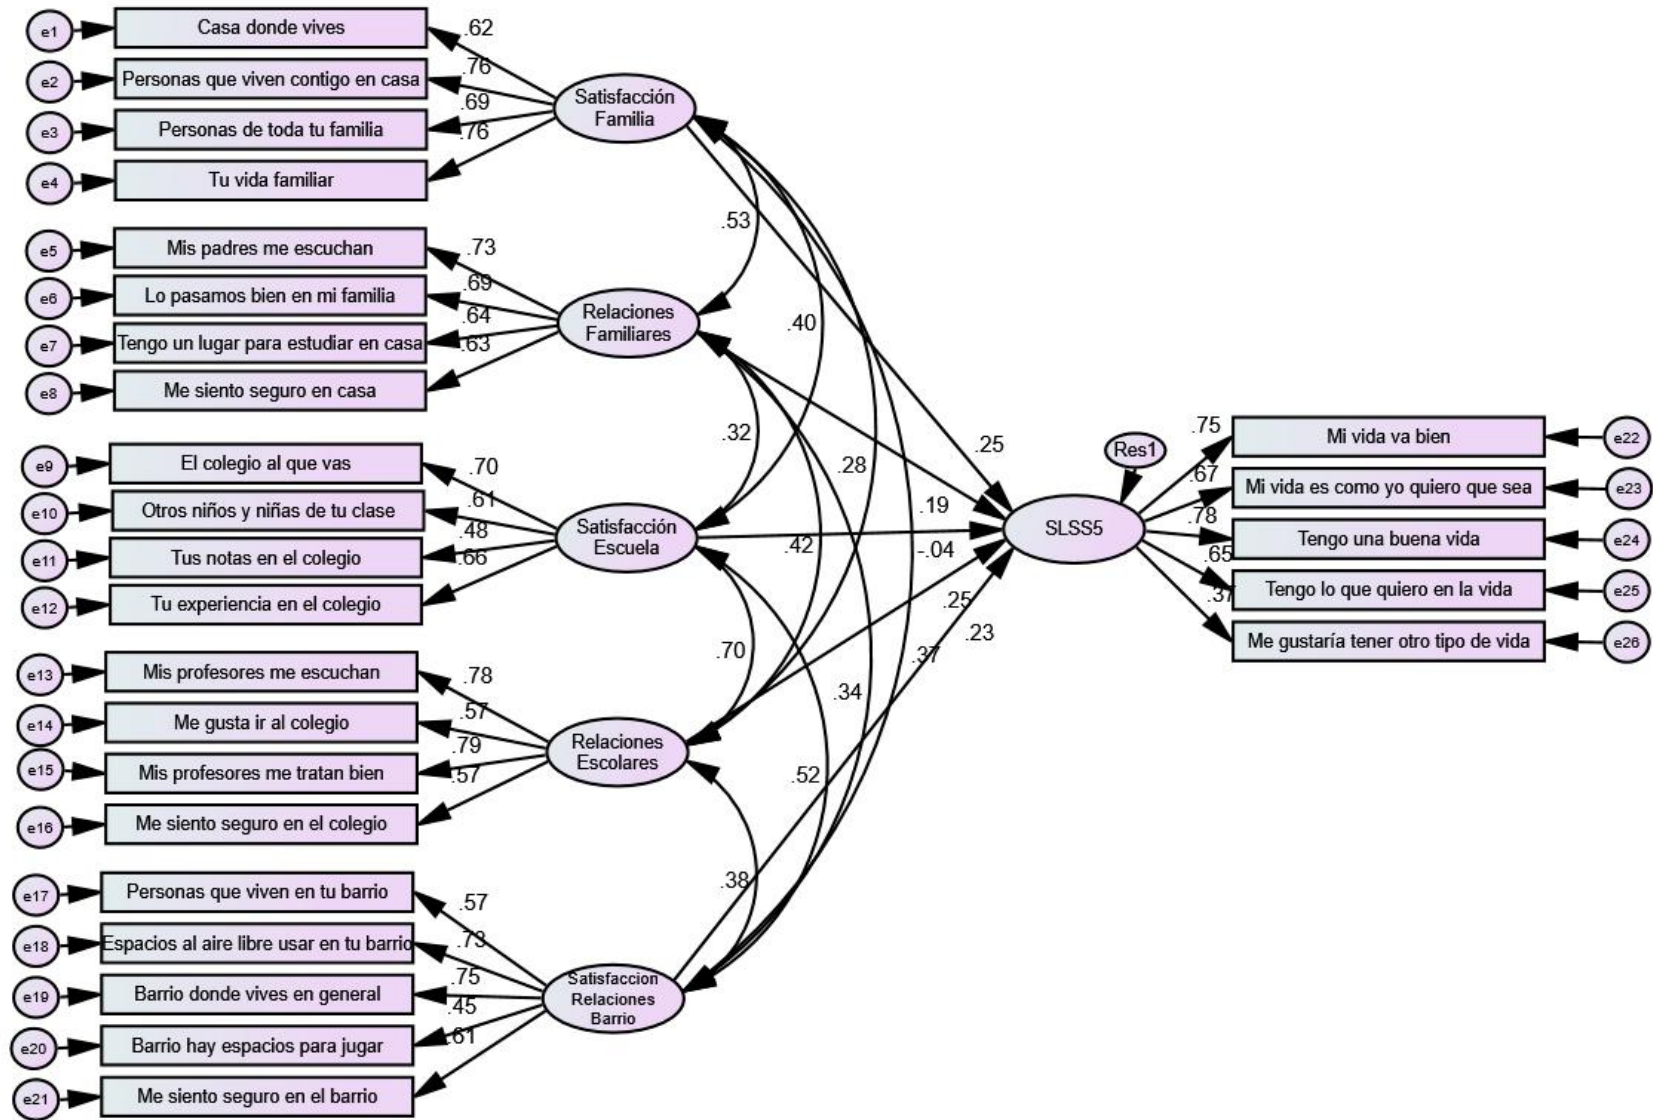 e1
Casa donde vives
.62
e2
Personas que viven contigo en casa
.76
e3
Personas de toda tu familia
.69
e4
Tu vida familiar
.76
Satisfacción
Familia
e5
Mis padres me escuchan
.73
e6
Lo pasamos bien en mi familia
.69
e7
Tengo un lugar para estudiar en casa
.64
e8
Me siento seguro en casa
.63
Relaciones
Familiares
e9
El colegio al que vas
.70
e10
Otros niños y niñas de tu clase
.61
e11
Tus notas en el colegio
.48
e12
Tu experiencia en el colegio
.66
Satisfacción
Escuela
e13
Mis profesores me escuchan
.78
e14
Me gusta ir al colegio
.57
e15
Mis profesores me tratan bien
.79
e16
Me siento seguro en el colegio
.57
Relaciones
Escolares
e17
Personas que viven en tu barrio
.57
e18
Espacios al aire libre usar en tu barrio
.73
e19
Barrio donde vives en general
.75
e20
Barrio hay espacios para jugar
.45
e21
Me siento seguro en el barrio
.61
Satisfaccion
Relaciones
Barrio
.53
.40
.32
.28
.42
.70
.37
.34
.52
.38
.25
.19
-.04
.25
.23
Res1
SLSS5
.75
Mi vida va bien
e22
.67
Mi vida es como yo quiero que sea
e23
.78
Tengo una buena vida
e24
.65
Tengo lo que quiero en la vida
e25
.37
Me gustaría tener otro tipo de vida
e26